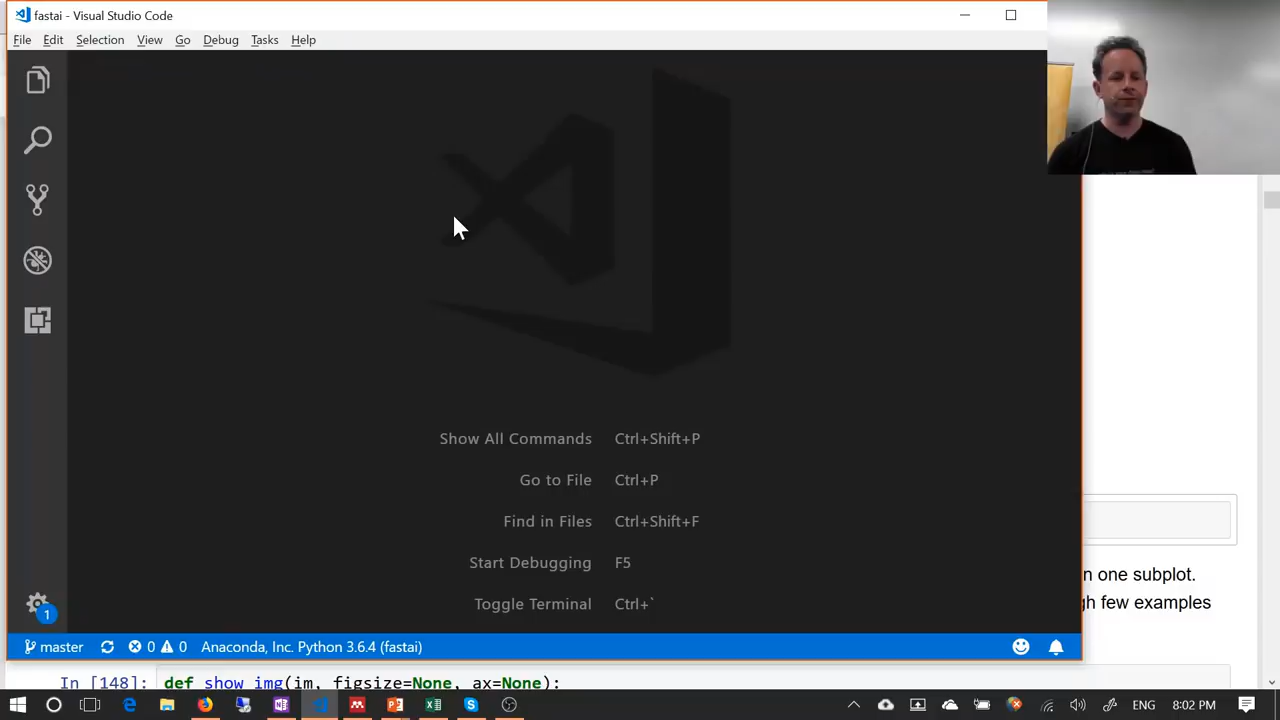 fastai - Visual Studio Code
File Edit Selection View Go Debug Tasks Help
Show All Commands Ctrl+Shift+P
Go to File Ctrl+P
Find in Files Ctrl+Shift+F
Start Debugging F5
Toggle Terminal Ctrl+`
n one subplot.
gh few examples
1
master 0 0 Anaconda, Inc. Python 3.6.4 (fastai)
In [148]: def show_img(im, figsize=None, ax=None):
ENG 8:02 PM